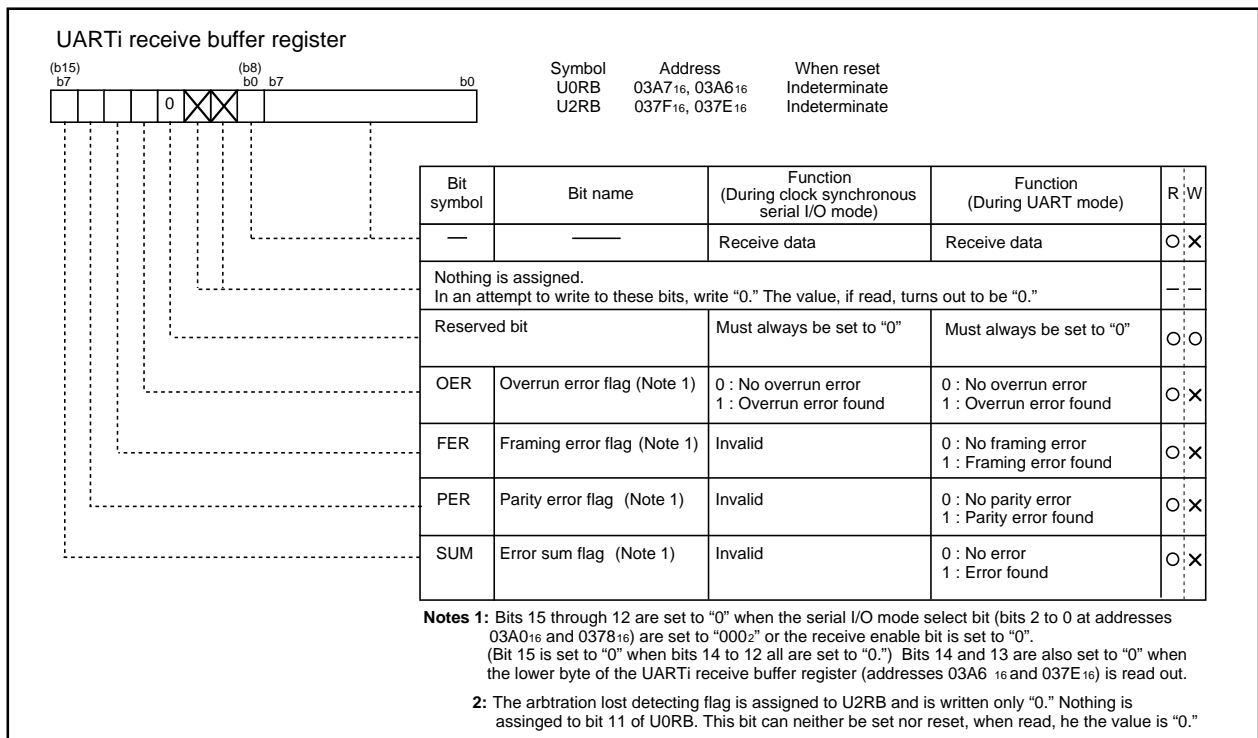 UARTi receive buffer register
(b15) (b8)
b7 b0 b7 b0
0
Symbol Address When reset
U0RB 03A7₁₆, 03A6₁₆ Indeterminate
U2RB 037F₁₆, 037E₁₆ Indeterminate
Bit symbol Bit name Function (During clock synchronous serial I/O mode) Function (During UART mode) R W
— —— Receive data Receive data O ×
Nothing is assigned.
In an attempt to write to these bits, write “0.” The value, if read, turns out to be “0.” – –
Reserved bit Must always be set to “0” Must always be set to “0” O O
OER Overrun error flag (Note 1) 0 : No overrun error 0 : No overrun error O ×
1 : Overrun error found 1 : Overrun error found
FER Framing error flag (Note 1) Invalid 0 : No framing error O ×
1 : Framing error found
PER Parity error flag (Note 1) Invalid 0 : No parity error O ×
1 : Parity error found
SUM Error sum flag (Note 1) Invalid 0 : No error O ×
1 : Error found
Notes 1: Bits 15 through 12 are set to “0” when the serial I/O mode select bit (bits 2 to 0 at addresses
03A0₁₆ and 0378₁₆) are set to “000₂” or the receive enable bit is set to “0”.
(Bit 15 is set to “0” when bits 14 to 12 all are set to “0.”) Bits 14 and 13 are also set to “0” when
the lower byte of the UARTi receive buffer register (addresses 03A6 ₁₆ and 037E₁₆) is read out.
2: The arbtration lost detecting flag is assigned to U2RB and is written only “0.” Nothing is
assinged to bit 11 of U0RB. This bit can neither be set nor reset, when read, he the value is “0.”